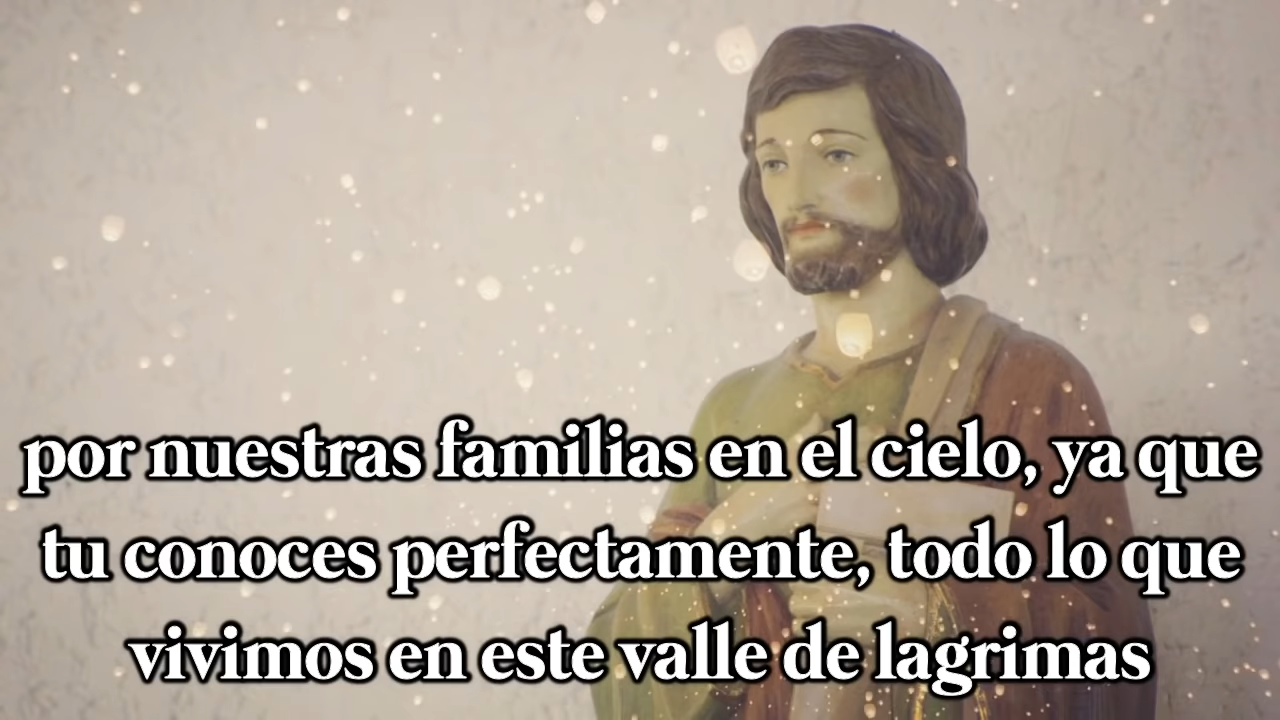 por nuestras familias en el cielo, ya que
tu conoces perfectamente, todo lo que
vivimos en este valle de lagrimas